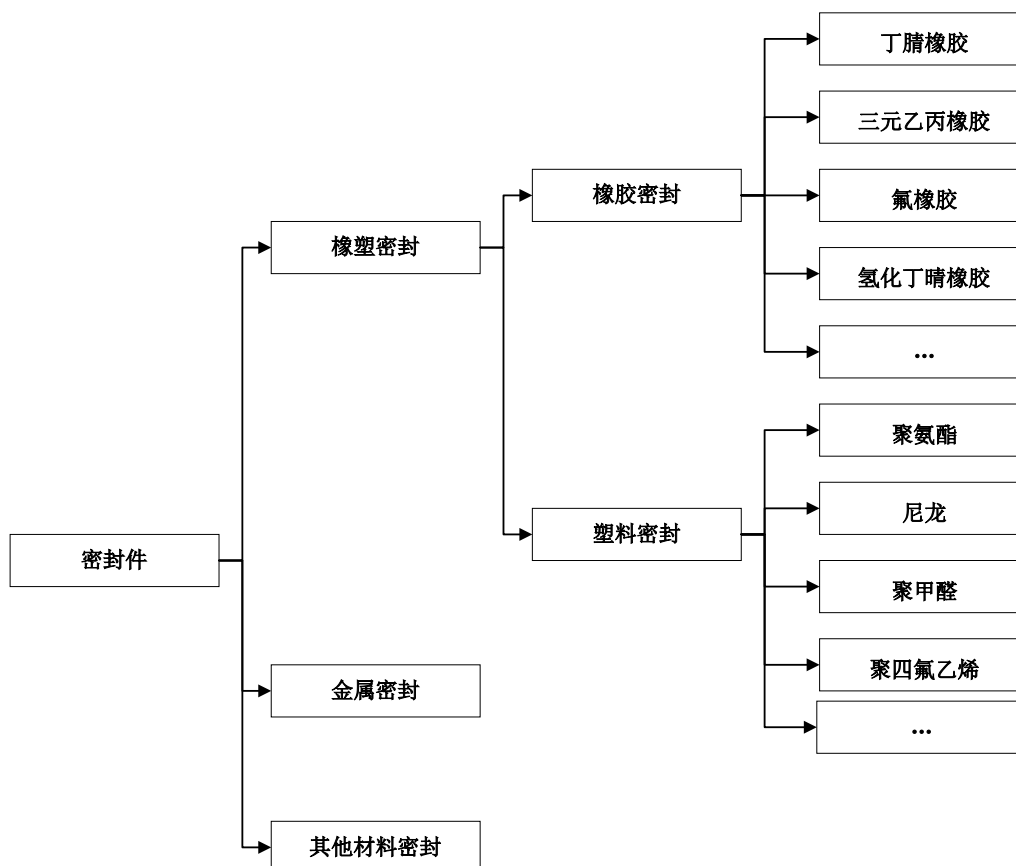 丁腈橡胶
三元乙丙橡胶
橡胶密封
氟橡胶
橡塑密封
氢化丁晴橡胶
...
聚氨酯
尼龙
塑料密封
密封件
聚甲醛
聚四氟乙烯
金属密封
...
其他材料密封